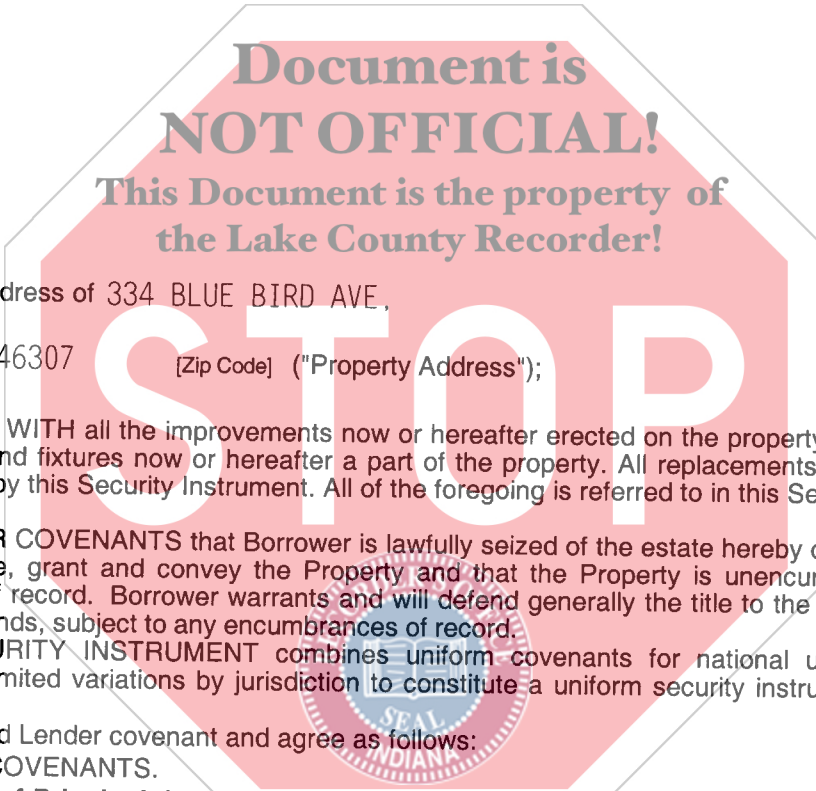 Document is
NOT OFFICIAL!
This Document is the property of
the Lake County Recorder!
dress of 334 BLUE BIRD AVE,
46307 [Zip Code] ("Property Address");
STOP
WITH all the improvements now or hereafter erected on the property
nd fixtures now or hereafter a part of the property. All replacements
by this Security Instrument. All of the foregoing is referred to in this Se
R COVENANTS that Borrower is lawfully seized of the estate hereby
e, grant and convey the Property and that the Property is unencu
record. Borrower warrants and will defend generally the title to the
nds, subject to any encumbrances of record.
URITY INSTRUMENT combines uniform covenants for national u
mited variations by jurisdiction to constitute a uniform security instru
d Lender covenant and agree as follows:
COVENANTS.
SEAL
INDIANA